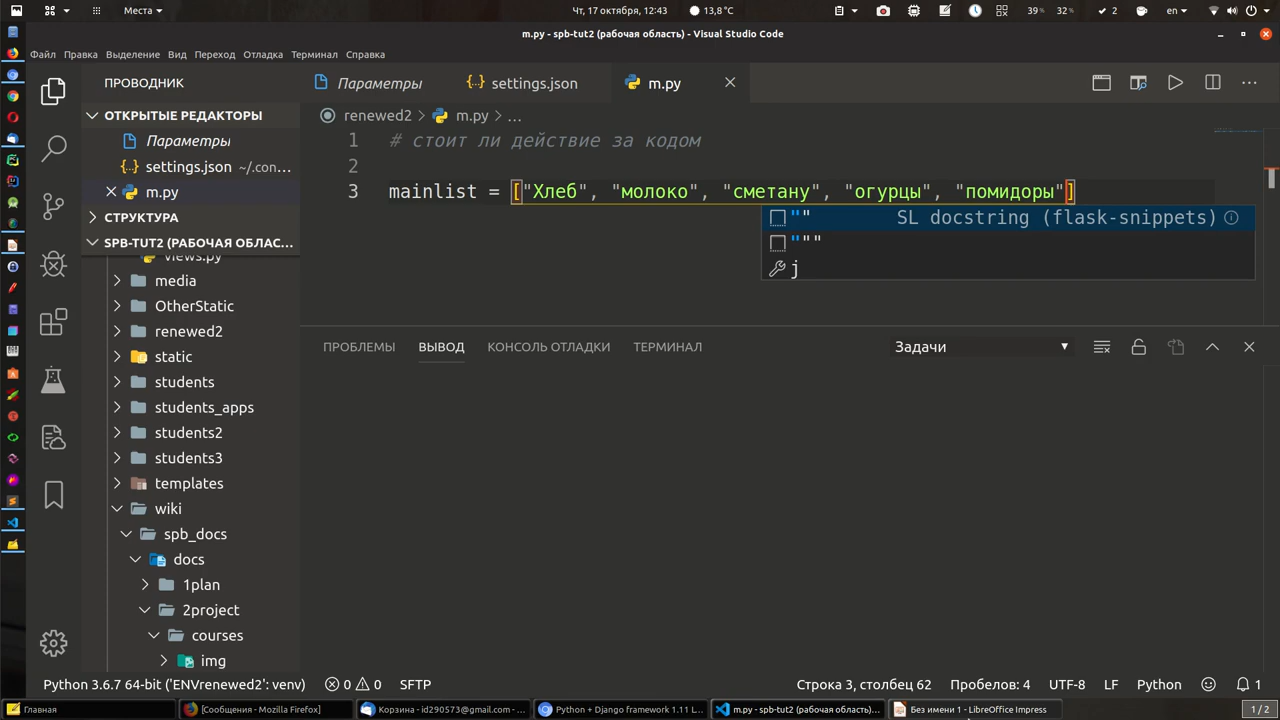 Места
Чт, 17 октября, 12:43
13,8°C
39%
32%
2
en
m.py - spb-tut2 (рабочая область) - Visual Studio Code
Файл Правка Выделение Вид Переход Отладка Терминал Справка
ПРОВОДНИК
ОТКРЫТЫЕ РЕДАКТОРЫ
Параметры
settings.json ~/.con...
m.py
СТРУКТУРА
SPB-TUT2 (РАБОЧАЯ ОБЛАС...
views.py
media
OtherStatic
renewed2
static
students
students_apps
students2
students3
templates
wiki
spb_docs
docs
1plan
2project
courses
img
Параметры
settings.json
m.py
renewed2 > m.py > ...
1 # стоит ли действие за кодом
2
3 mainlist = ["Хлеб", "молоко", "сметану", "огурцы", "помидоры"]
"" SL docstring (flask-snippets)
"""
j
ПРОБЛЕМЫ ВЫВОД КОНСОЛЬ ОТЛАДКИ ТЕРМИНАЛ
Задачи
Python 3.6.7 64-bit ('ENVrenewed2': venv) 0 0 SFTP
Строка 3, столбец 62 Пробелов: 4 UTF-8 LF Python 1
Главная
[Сообщения - Mozilla Firefox]
Корзина - id290573@gmail.com - ...
Python + Django framework 1.11 L...
m.py - spb-tut2 (рабочая область)...
Без имени 1 - LibreOffice Impress
1 / 2